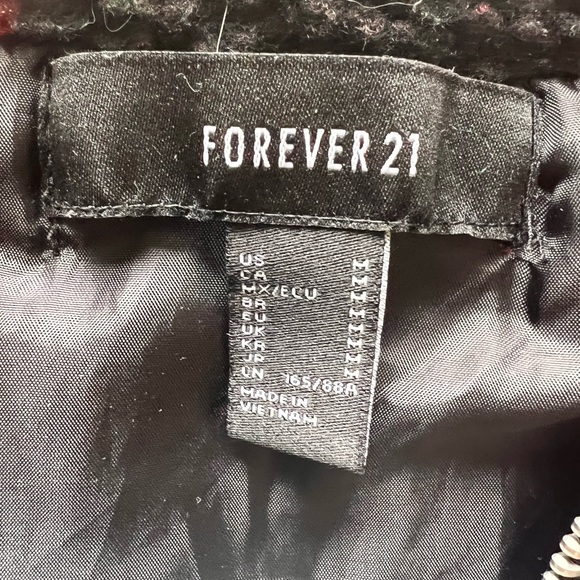 FOREVER 21
US M
CA M
MX/ECU M
BR M
EU M
UK M
KR M
JP M
CN 165/88A
MADE IN
VIETNAM